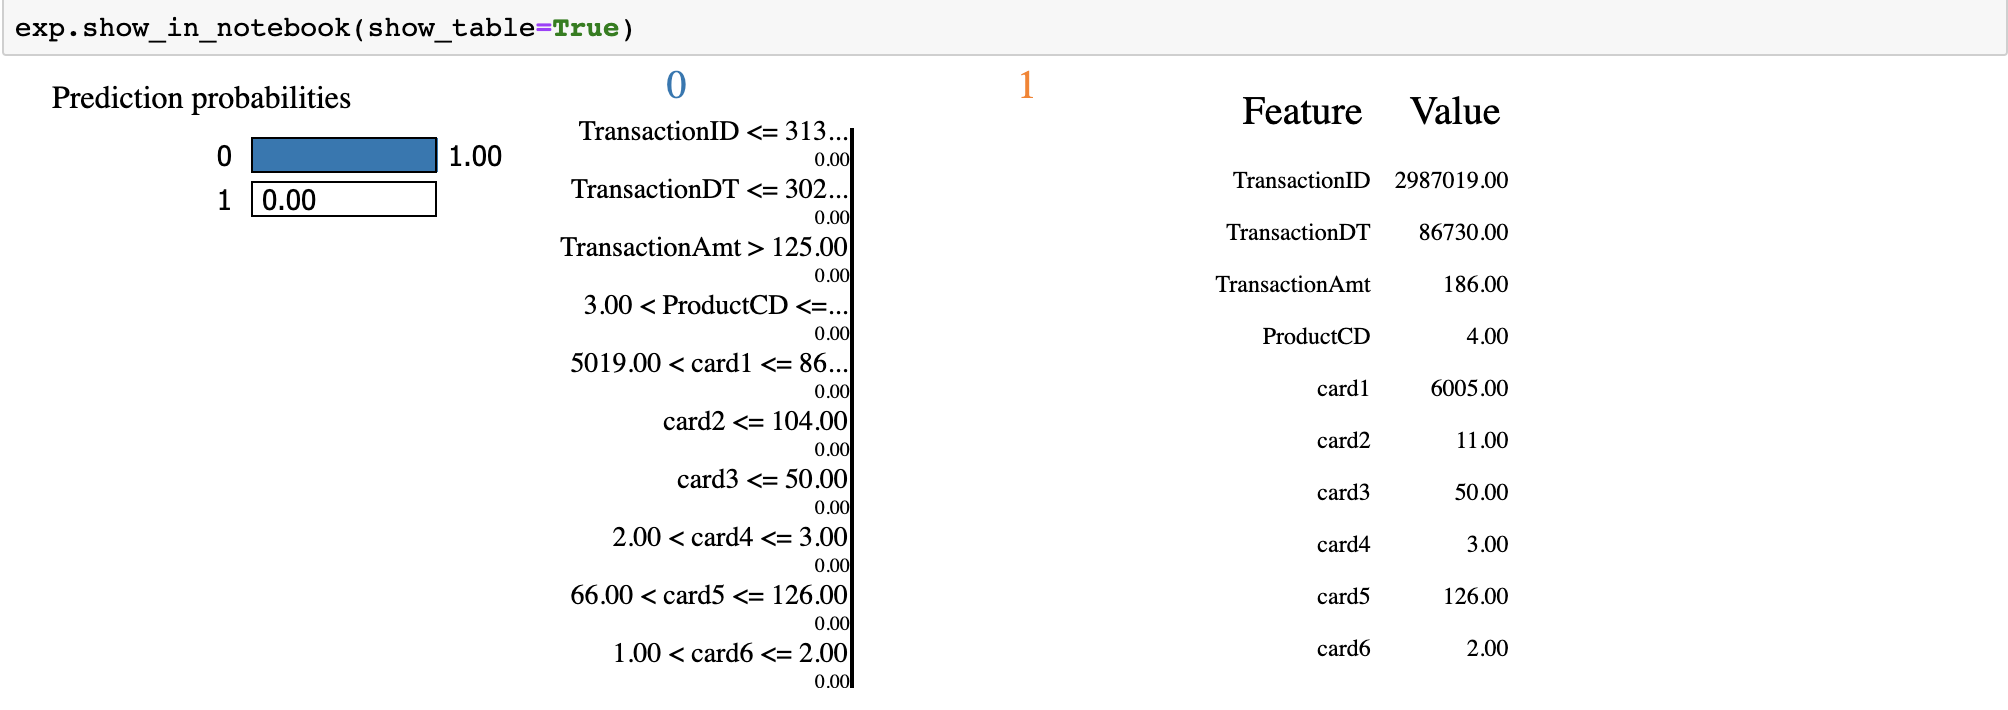 exp.show_in_notebook(show_table=True)
Prediction probabilities
0 1.00
1 0.00
0 1
TransactionID <= 313...
0.00
TransactionDT <= 302...
0.00
TransactionAmt > 125.00
0.00
3.00 < ProductCD <=...
0.00
5019.00 < card1 <= 86...
0.00
card2 <= 104.00
0.00
card3 <= 50.00
0.00
2.00 < card4 <= 3.00
0.00
66.00 < card5 <= 126.00
0.00
1.00 < card6 <= 2.00
0.00
Feature Value
TransactionID 2987019.00
TransactionDT 86730.00
TransactionAmt 186.00
ProductCD 4.00
card1 6005.00
card2 11.00
card3 50.00
card4 3.00
card5 126.00
card6 2.00